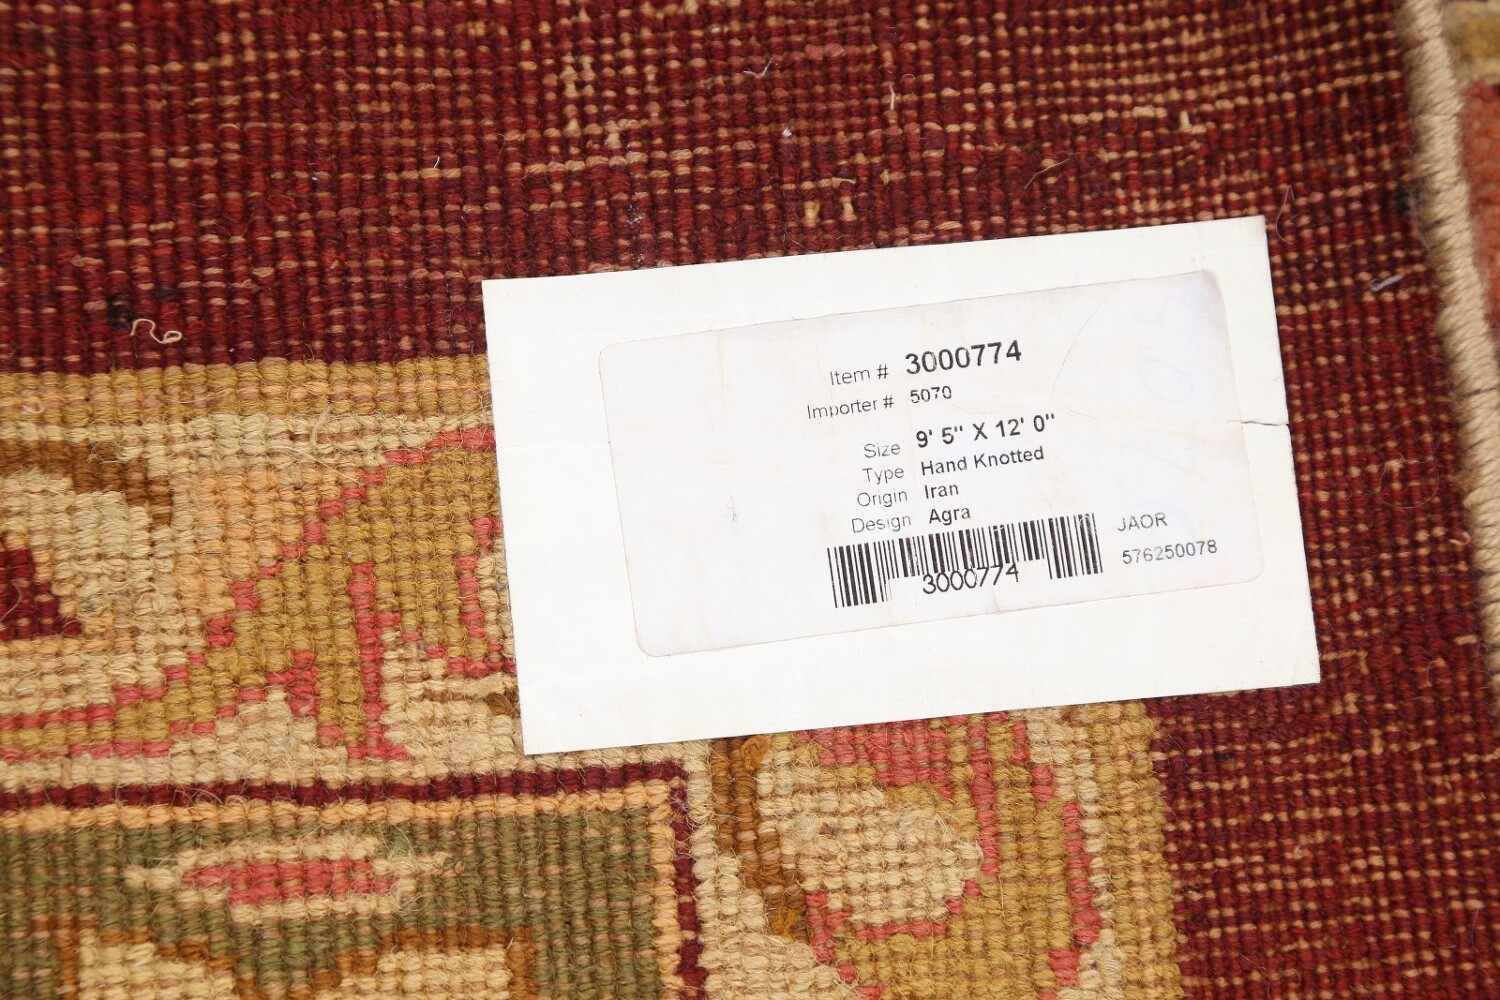 Item # 3000774
Importer # 5070
Size 9' 5" X 12' 0"
Type Hand Knotted
Origin Iran
Design Agra
JAOR
576250078
3000774